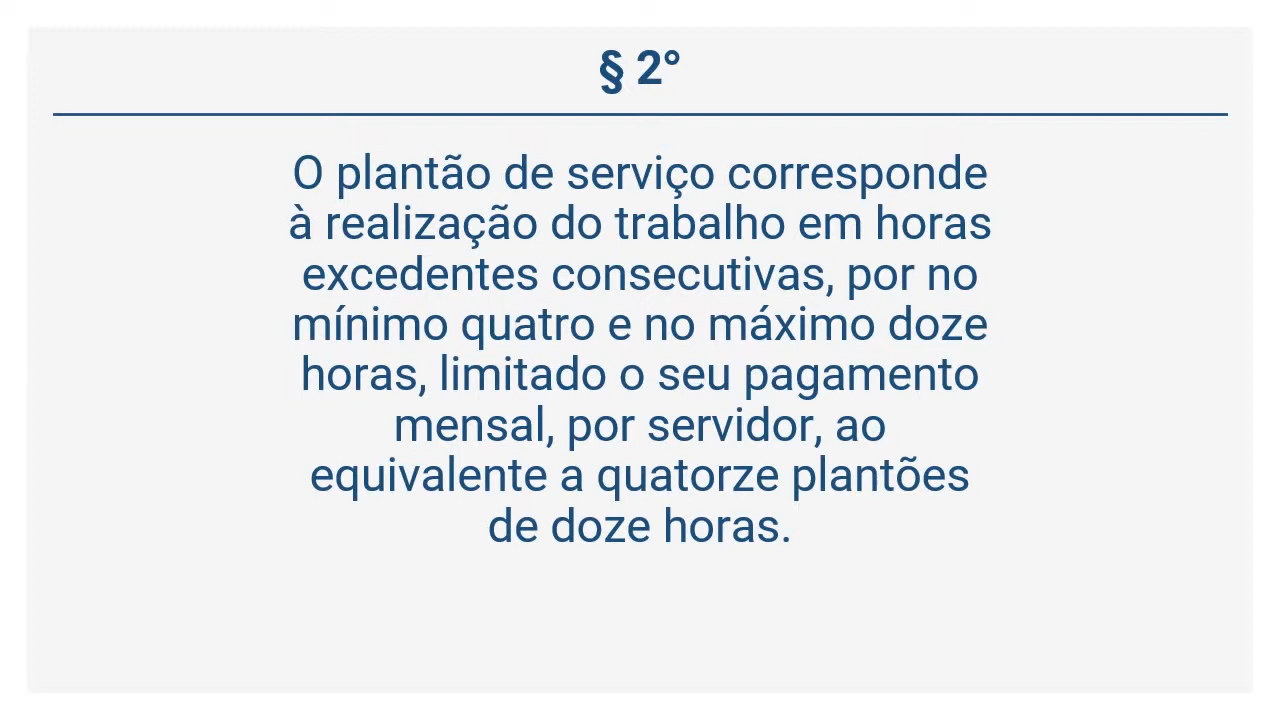 § 2°
O plantão de serviço corresponde
à realização do trabalho em horas
excedentes consecutivas, por no
mínimo quatro e no máximo doze
horas, limitado o seu pagamento
mensal, por servidor, ao
equivalente a quatorze plantões
de doze horas.